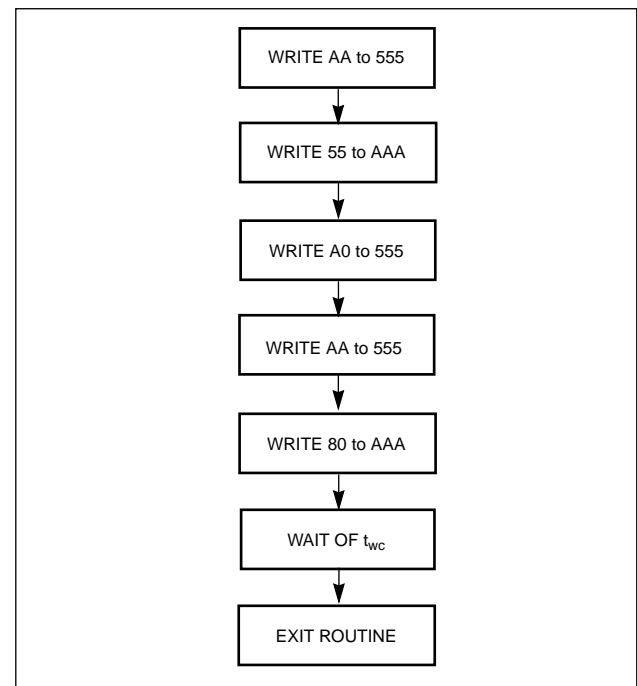 WRITE AA to 555
WRITE 55 to AAA
WRITE A0 to 555
WRITE AA to 555
WRITE 80 to AAA
WAIT OF twc
EXIT ROUTINE